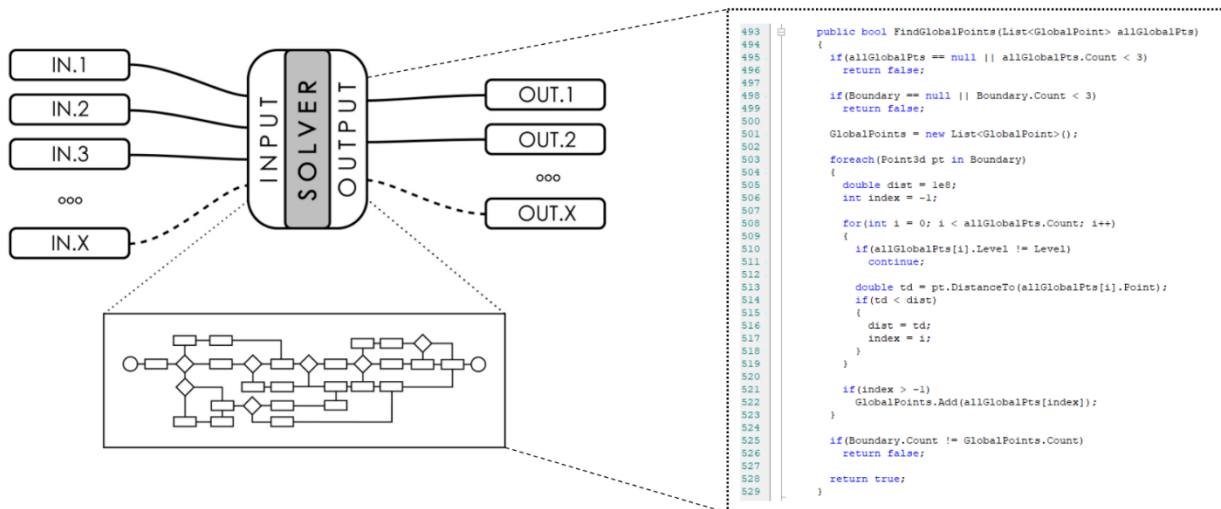 IN.1
IN.2
IN.3
ooo
IN.X
INPUT
SOLVER
OUTPUT
OUT.1
OUT.2
ooo
OUT.X
493 public bool FindGlobalPoints(List<GlobalPoint> allGlobalPts)
494 {
495 if(allGlobalPts == null || allGlobalPts.Count < 3)
496 return false;
497
498 if(Boundary == null || Boundary.Count < 3)
499 return false;
500
501 GlobalPoints = new List<GlobalPoint>();
502
503 foreach(Point3d pt in Boundary)
504 {
505 double dist = 1e8;
506 int index = -1;
507
508 for(int i = 0; i < allGlobalPts.Count; i++)
509 {
510 if(allGlobalPts[i].Level != Level)
511 continue;
512
513 double td = pt.DistanceTo(allGlobalPts[i].Point);
514 if(td < dist)
515 {
516 dist = td;
517 index = i;
518 }
519 }
520
521 if(index > -1)
522 GlobalPoints.Add(allGlobalPts[index]);
523 }
524
525 if(Boundary.Count != GlobalPoints.Count)
526 return false;
527
528 return true;
529 }